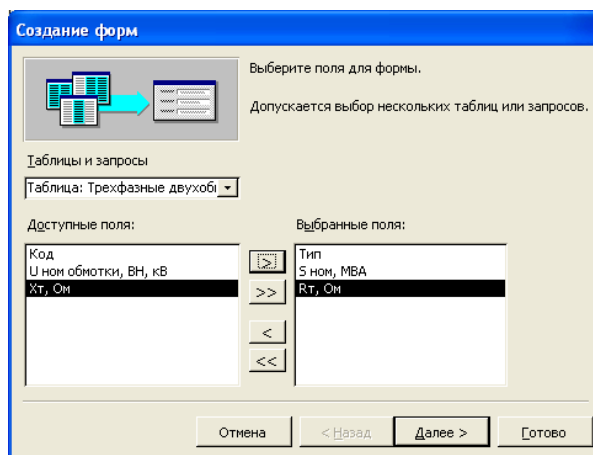 Создание форм
Выберите поля для формы.
Допускается выбор нескольких таблиц или запросов.
Таблицы и запросы
Таблица: Трехфазные двухоб
Доступные поля:
Выбранные поля:
Код
U ном обмотки, ВН, кВ
Хт, Ом
>
>>
<
<<
Тип
S ном, МВА
Rт, Ом
Отмена
< Назад
Далее >
Готово